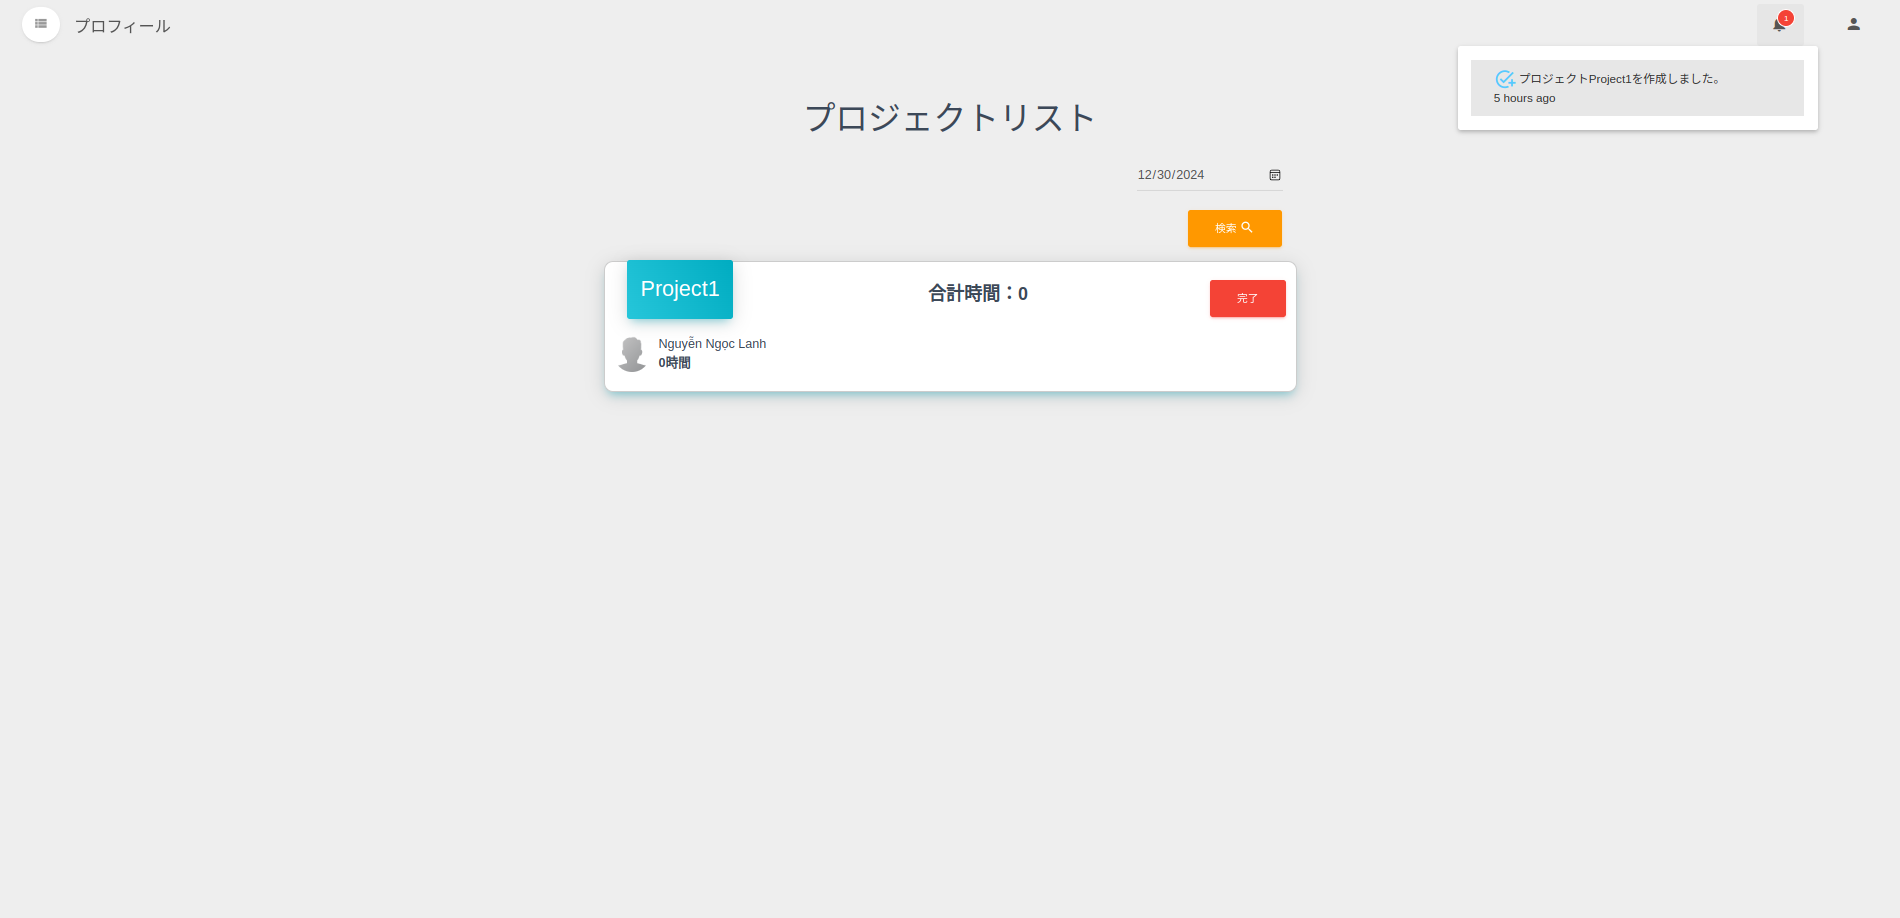 プロフィール
1
プロジェクトProject1を作成しました。
5 hours ago
プロジェクトリスト
12/30/2024
検索
Project1
合計時間：0
完了
Nguyễn Ngọc Lanh
0時間